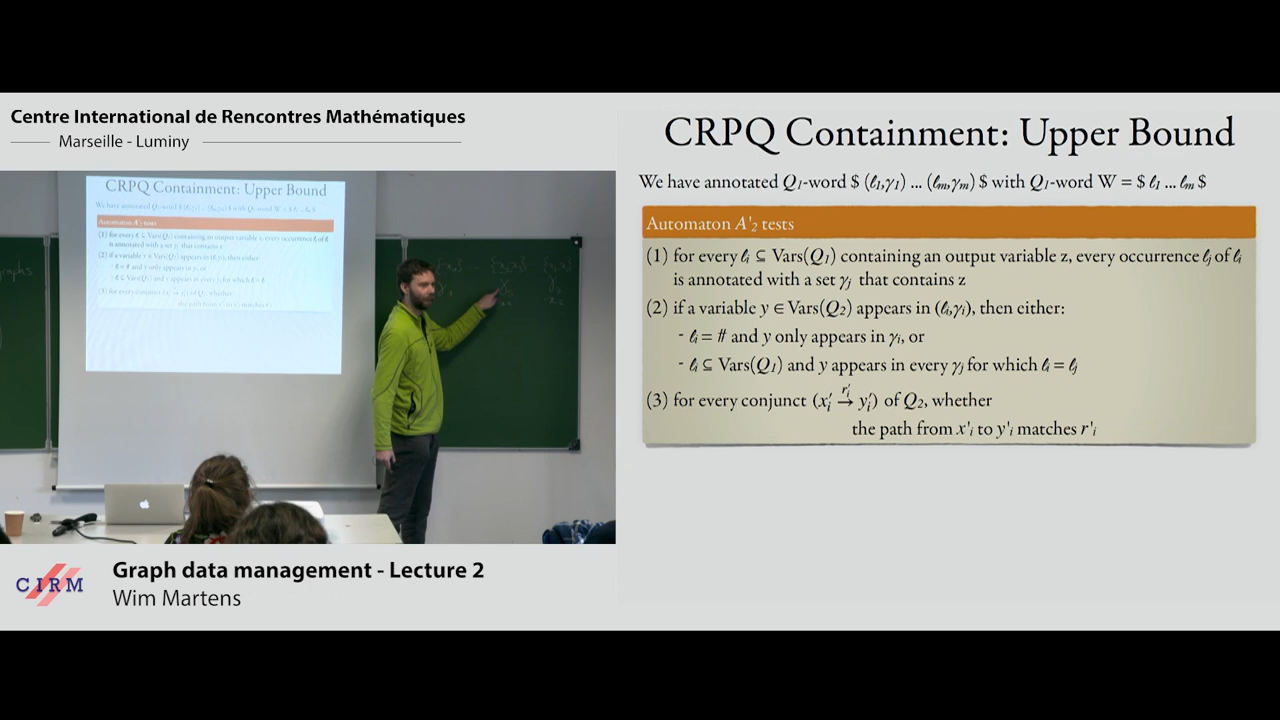 Centre International de Rencontres Mathématiques
Marseille - Luminy
CRPQ Containment: Upper Bound
We have annotated Q₁-word $ (ℓ₁,γ₁) ... (ℓₘ,γₘ) $ with Q₁-word W = $ ℓ₁ ... ℓₘ $
Automaton A'₂ tests
(1) for every ℓᵢ ⊆ Vars(Q₁) containing an output variable z, every occurrence ℓⱼ of ℓᵢ
is annotated with a set γⱼ that contains z
(2) if a variable y ∈ Vars(Q₂) appears in (ℓᵢ,γᵢ), then either:
- ℓᵢ = # and y only appears in γᵢ, or
- ℓᵢ ⊆ Vars(Q₁) and y appears in every γⱼ for which ℓᵢ = ℓⱼ
(3) for every conjunct (x'ᵢ r'ᵢ→ y'ᵢ) of Q₂, whether
the path from x'ᵢ to y'ᵢ matches r'ᵢ
CRPQ Containment: Upper Bound
Automaton A'₂ tests
CIRM
Graph data management - Lecture 2
Wim Martens